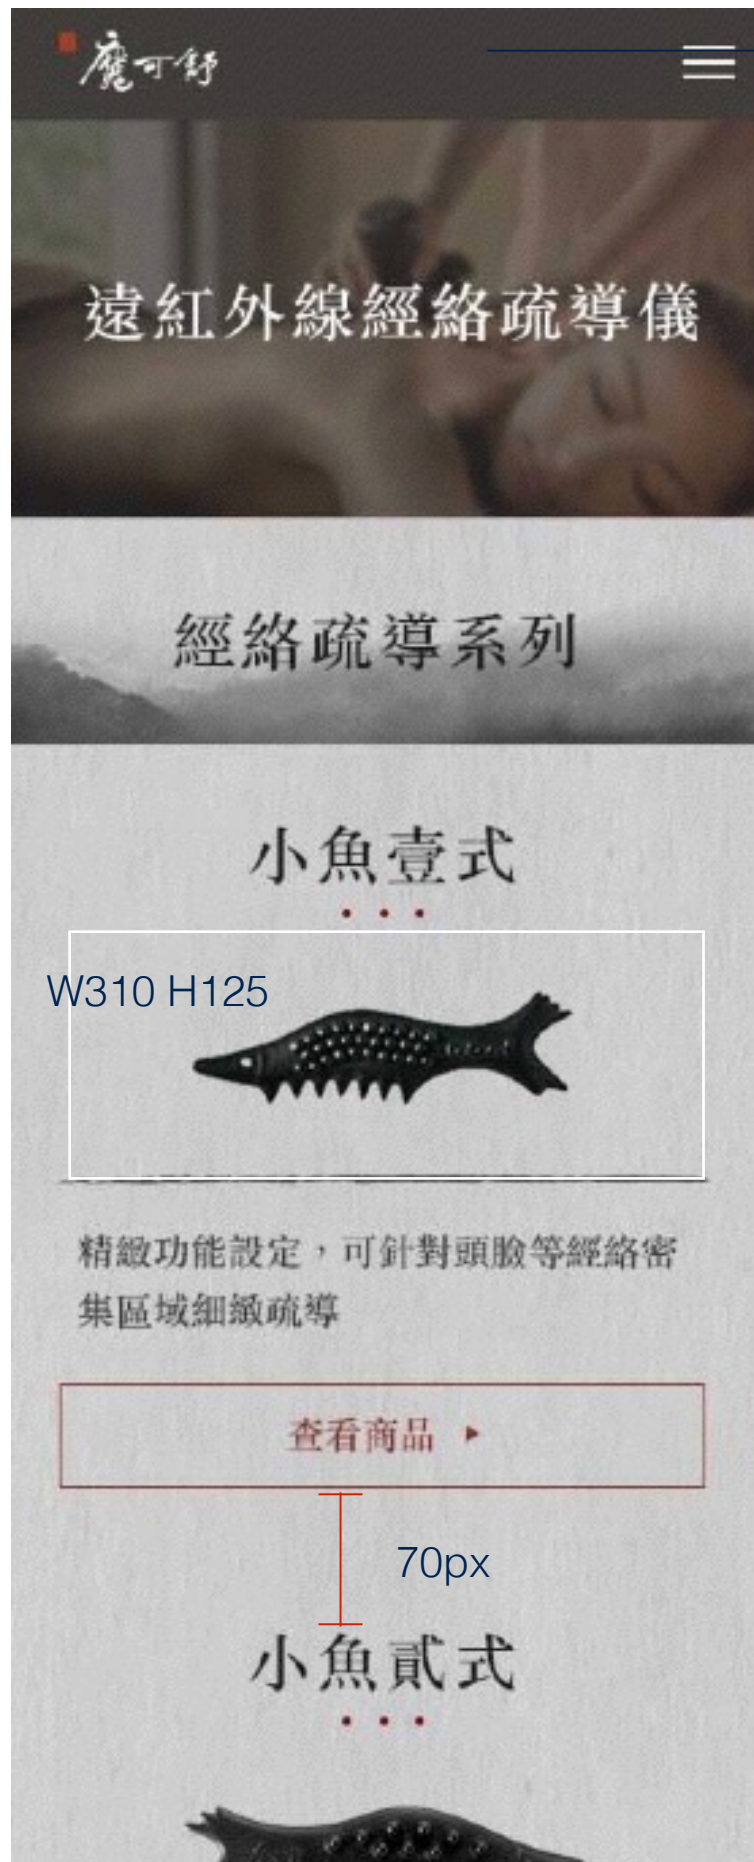 魔可舒
遠紅外線經絡疏導儀
經絡疏導系列
小魚壹式
W310 H125
精緻功能設定，可針對頭臉等經絡密
集區域細緻疏導
查看商品
70px
小魚貳式